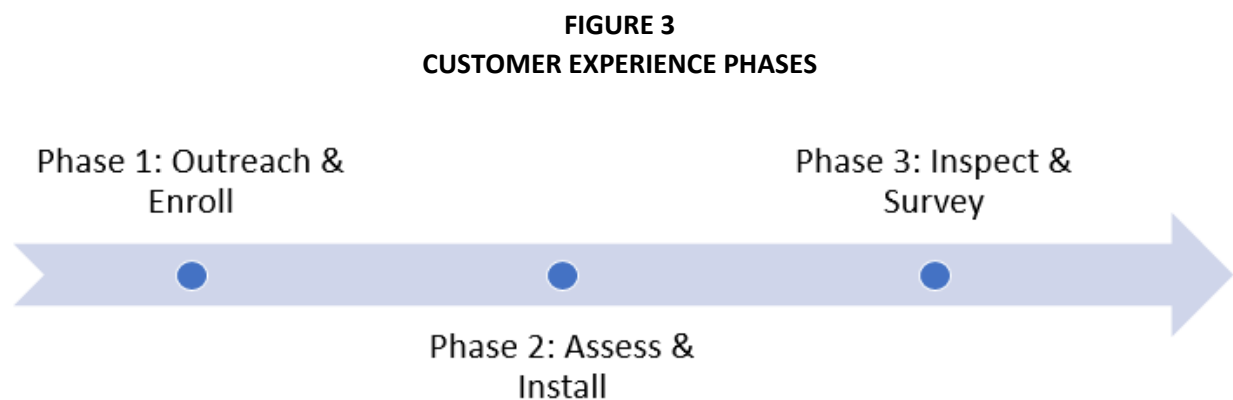 FIGURE 3
CUSTOMER EXPERIENCE PHASES
Phase 1: Outreach &
Enroll
Phase 2: Assess &
Install
Phase 3: Inspect &
Survey